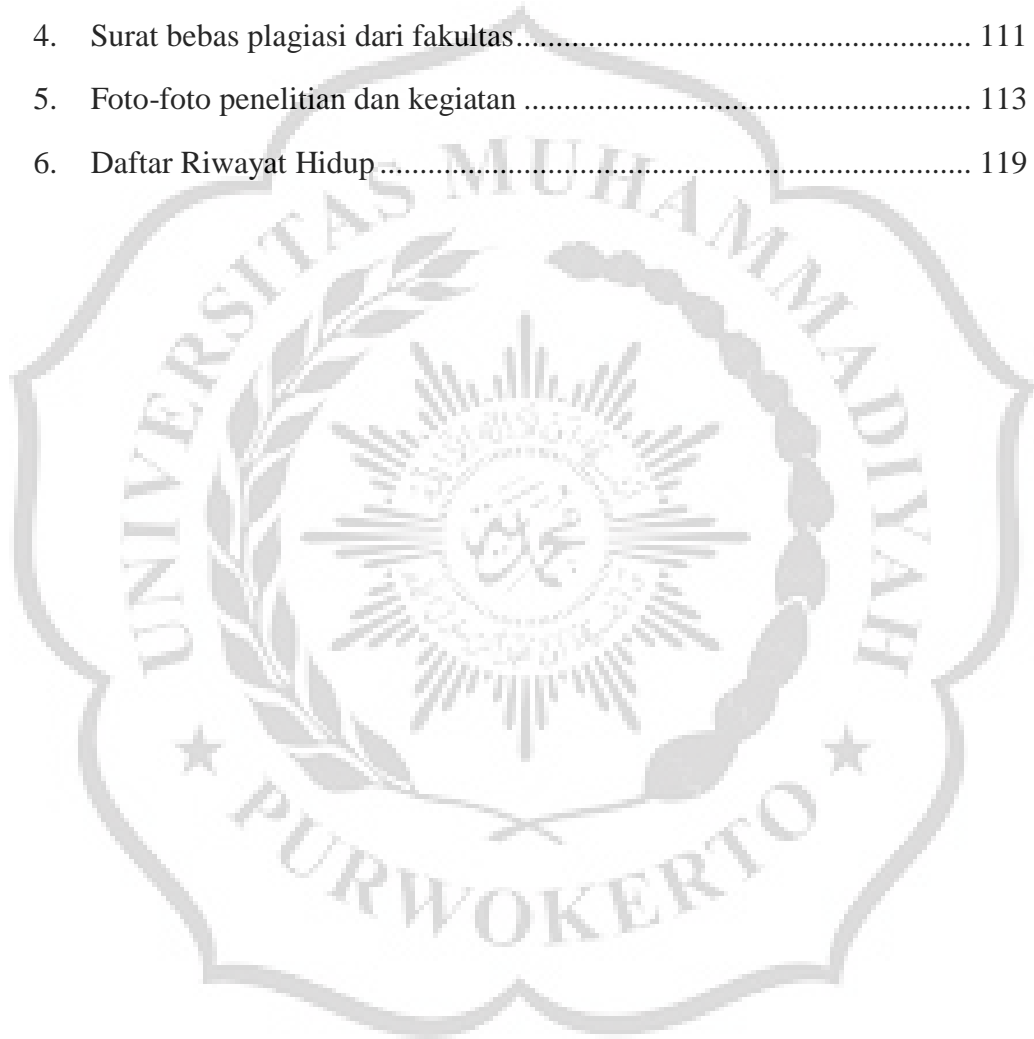 4. Surat bebas plagiasi dari fakultas........................................................ 111
5. Foto-foto penelitian dan kegiatan ....................................................... 113
6. Daftar Riwayat Hidup ......................................................................... 119
UNIVERSITAS MUHAMMADIYAH
PURWOKERTO